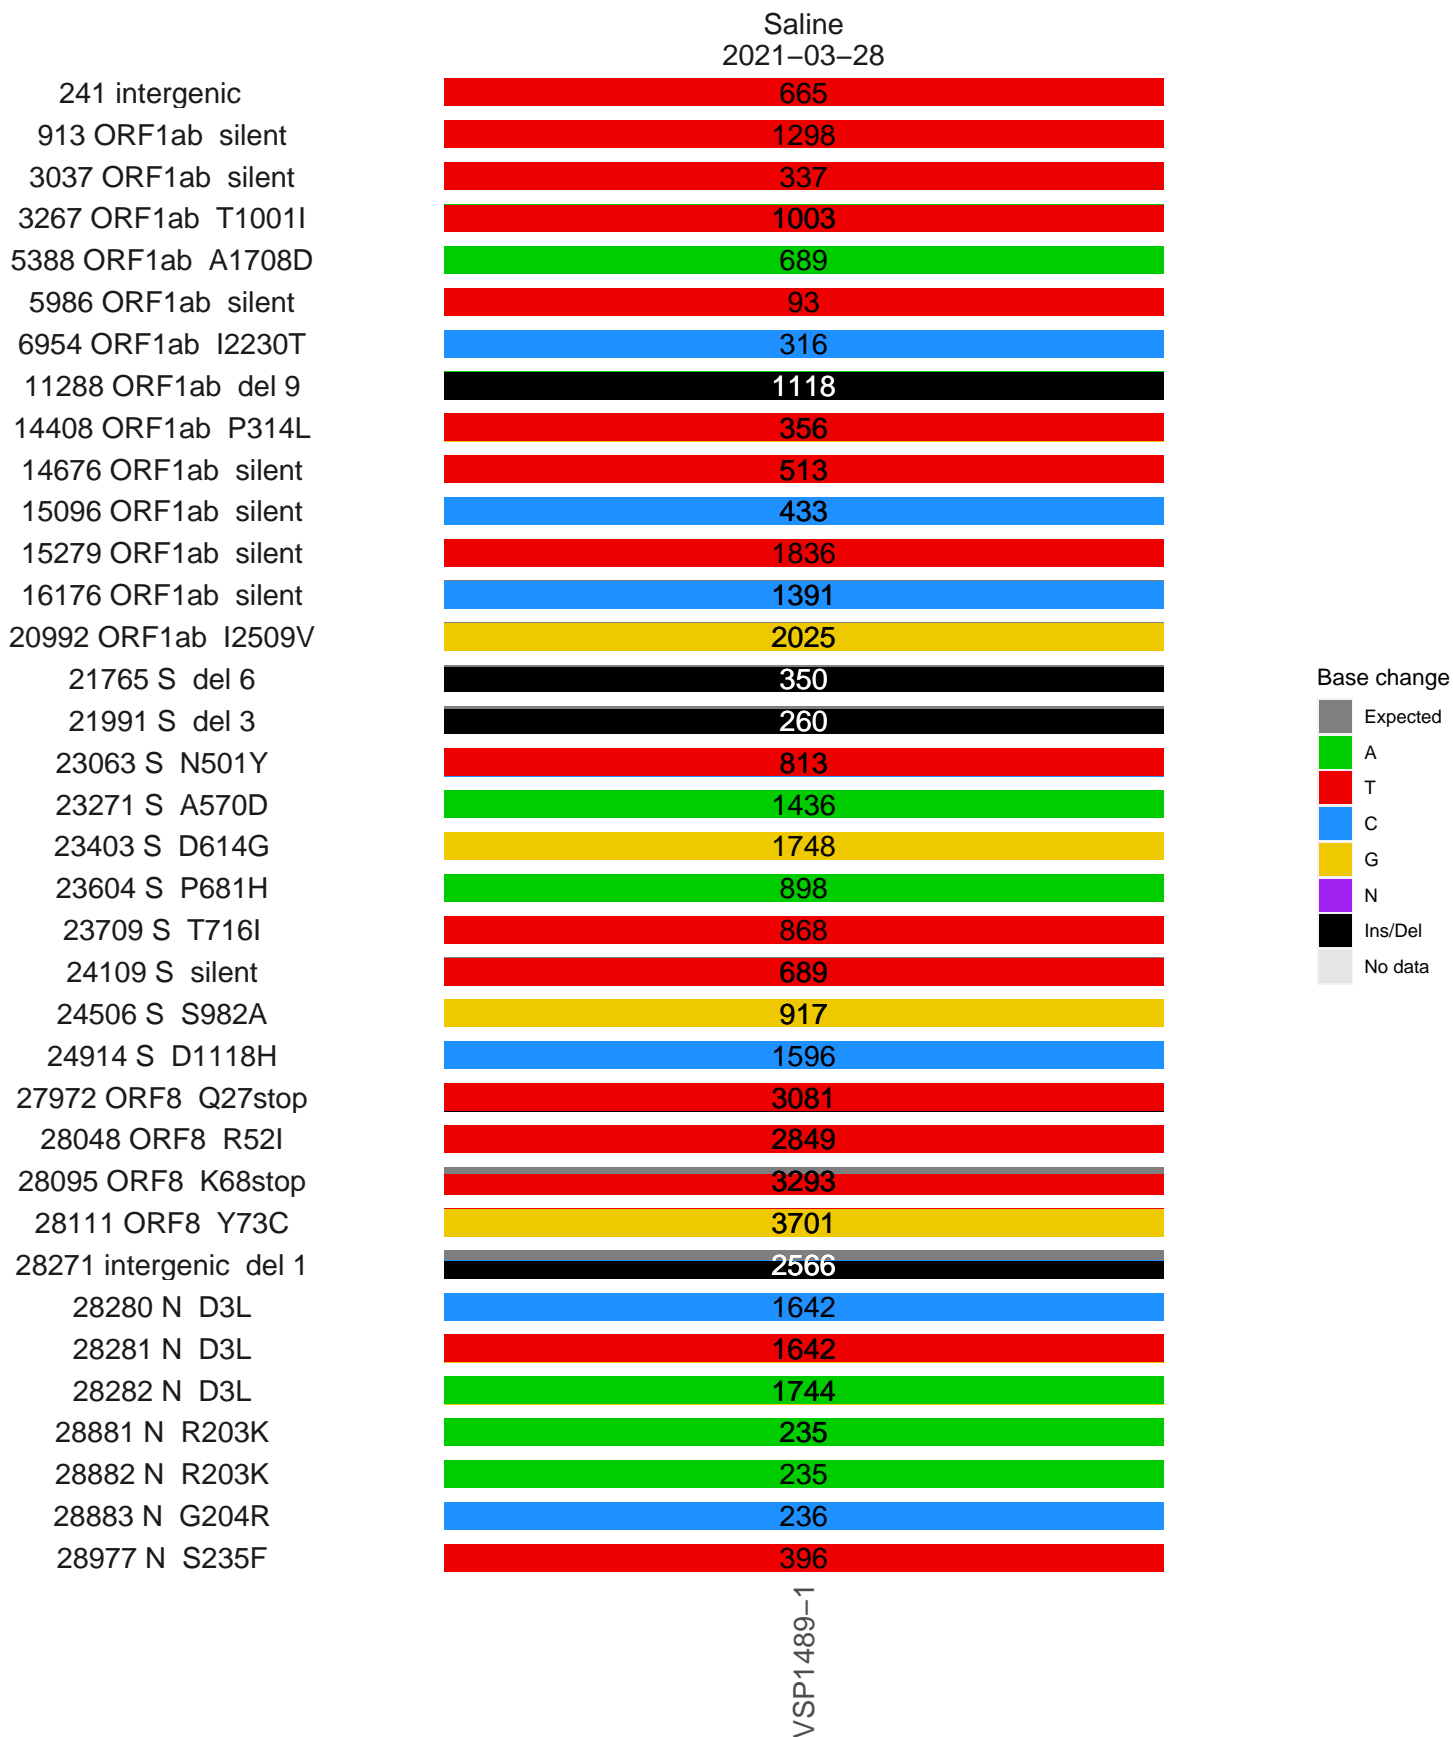 Saline
2021−03−28
241 intergenic 665
913 ORF1ab silent 1298
3037 ORF1ab silent 337
3267 ORF1ab T1001I 1003
5388 ORF1ab A1708D 689
5986 ORF1ab silent 93
6954 ORF1ab I2230T 316
11288 ORF1ab del 9 1118
14408 ORF1ab P314L 356
14676 ORF1ab silent 513
15096 ORF1ab silent 433
15279 ORF1ab silent 1836
16176 ORF1ab silent 1391
20992 ORF1ab I2509V 2025
21765 S del 6 350
21991 S del 3 260
23063 S N501Y 813
23271 S A570D 1436
23403 S D614G 1748
23604 S P681H 898
23709 S T716I 868
24109 S silent 689
24506 S S982A 917
24914 S D1118H 1596
27972 ORF8 Q27stop 3081
28048 ORF8 R52I 2849
28095 ORF8 K68stop 3293
28111 ORF8 Y73C 3701
28271 intergenic del 1 2566
28280 N D3L 1642
28281 N D3L 1642
28282 N D3L 1744
28881 N R203K 235
28882 N R203K 235
28883 N G204R 236
28977 N S235F 396
VSP1489−1
Base change
Expected
A
T
C
G
N
Ins/Del
No data